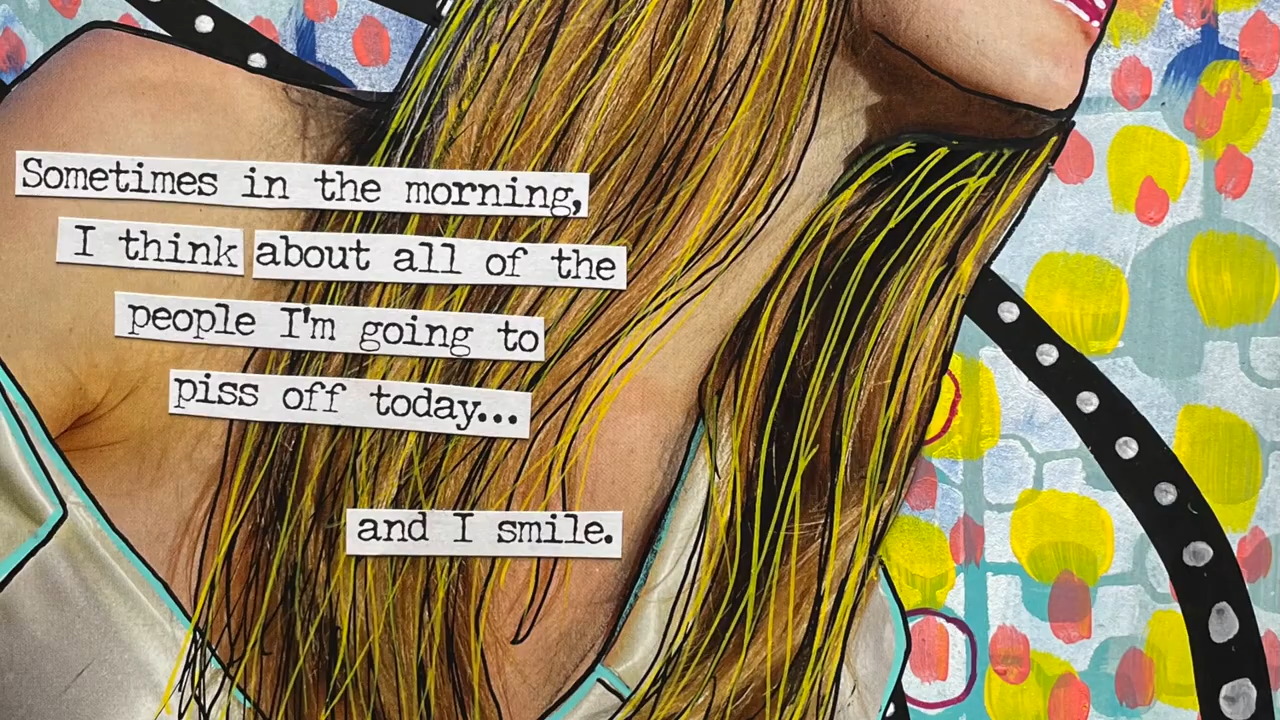 Sometimes in the morning,
I think about all of the
people I'm going to
piss off today...
and I smile.